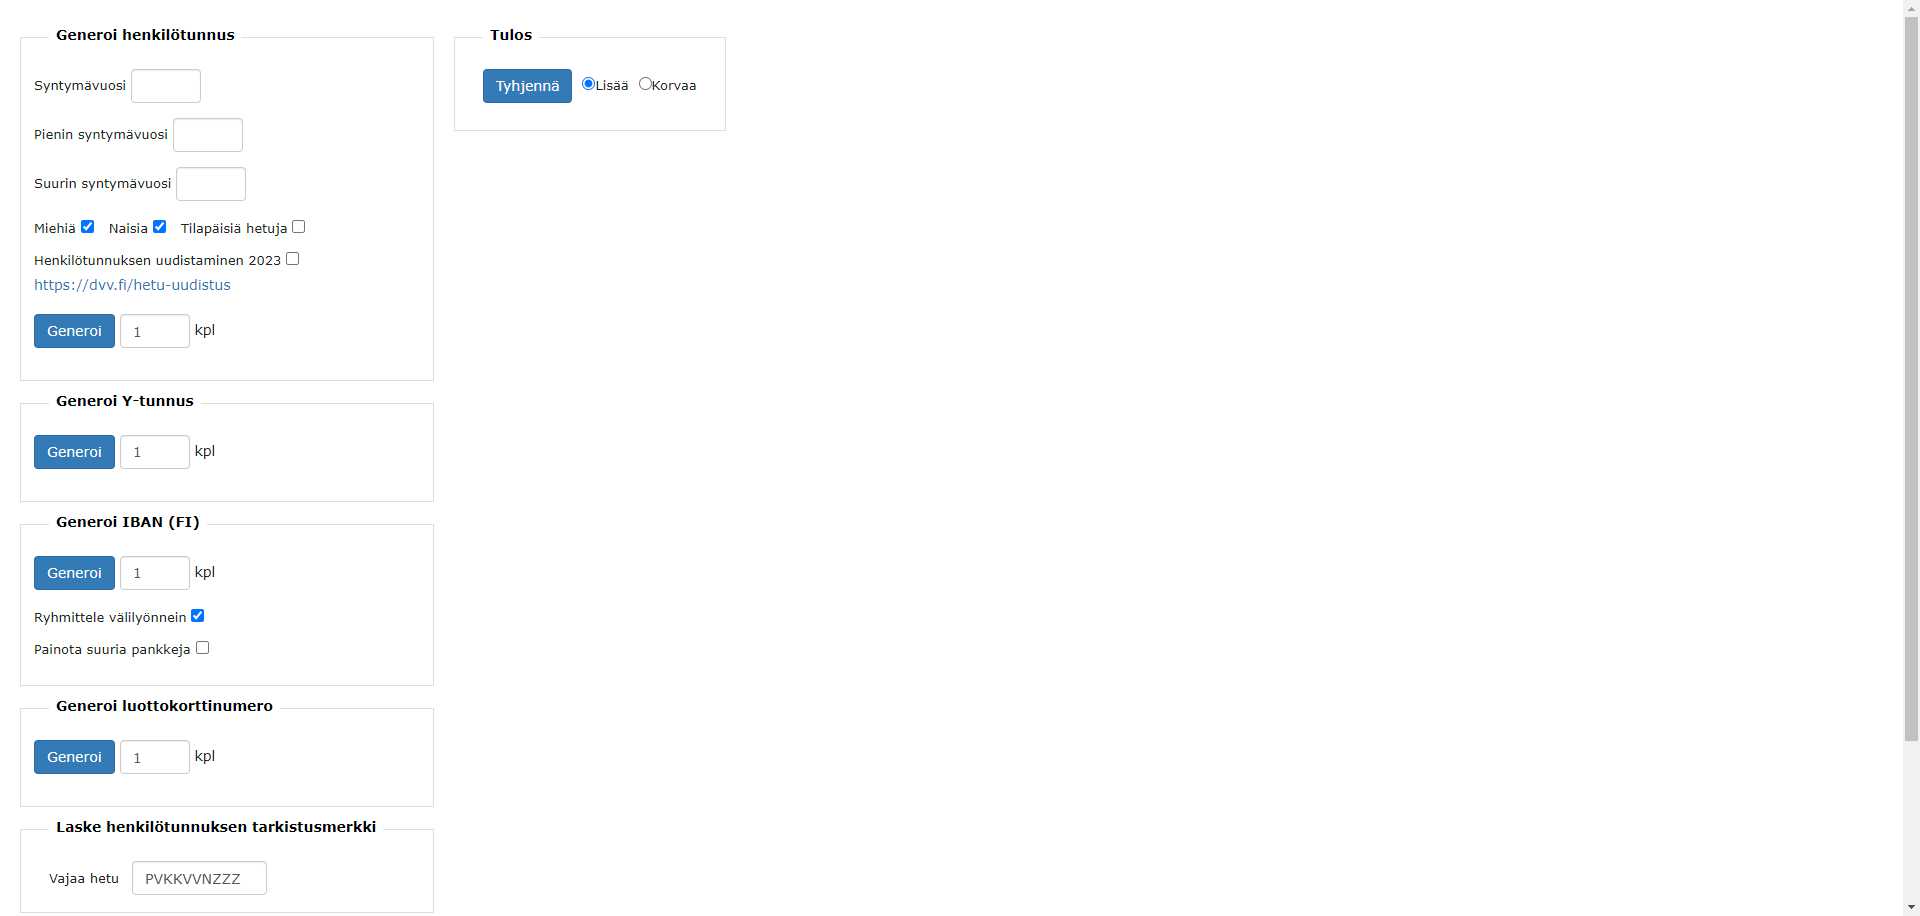 Generoi henkilötunnus
Syntymävuosi
Pienin syntymävuosi
Suurin syntymävuosi
Miehiä Naisia Tilapäisiä hetuja
Henkilötunnuksen uudistaminen 2023
https://dvv.fi/hetu-uudistus
Generoi 1 kpl
Generoi Y-tunnus
Generoi 1 kpl
Generoi IBAN (FI)
Generoi 1 kpl
Ryhmittele välilyönnein
Painota suuria pankkeja
Generoi luottokorttinumero
Generoi 1 kpl
Laske henkilötunnuksen tarkistusmerkki
Vajaa hetu PVKKVVNZZZ
Tulos
Tyhjennä Lisää Korvaa